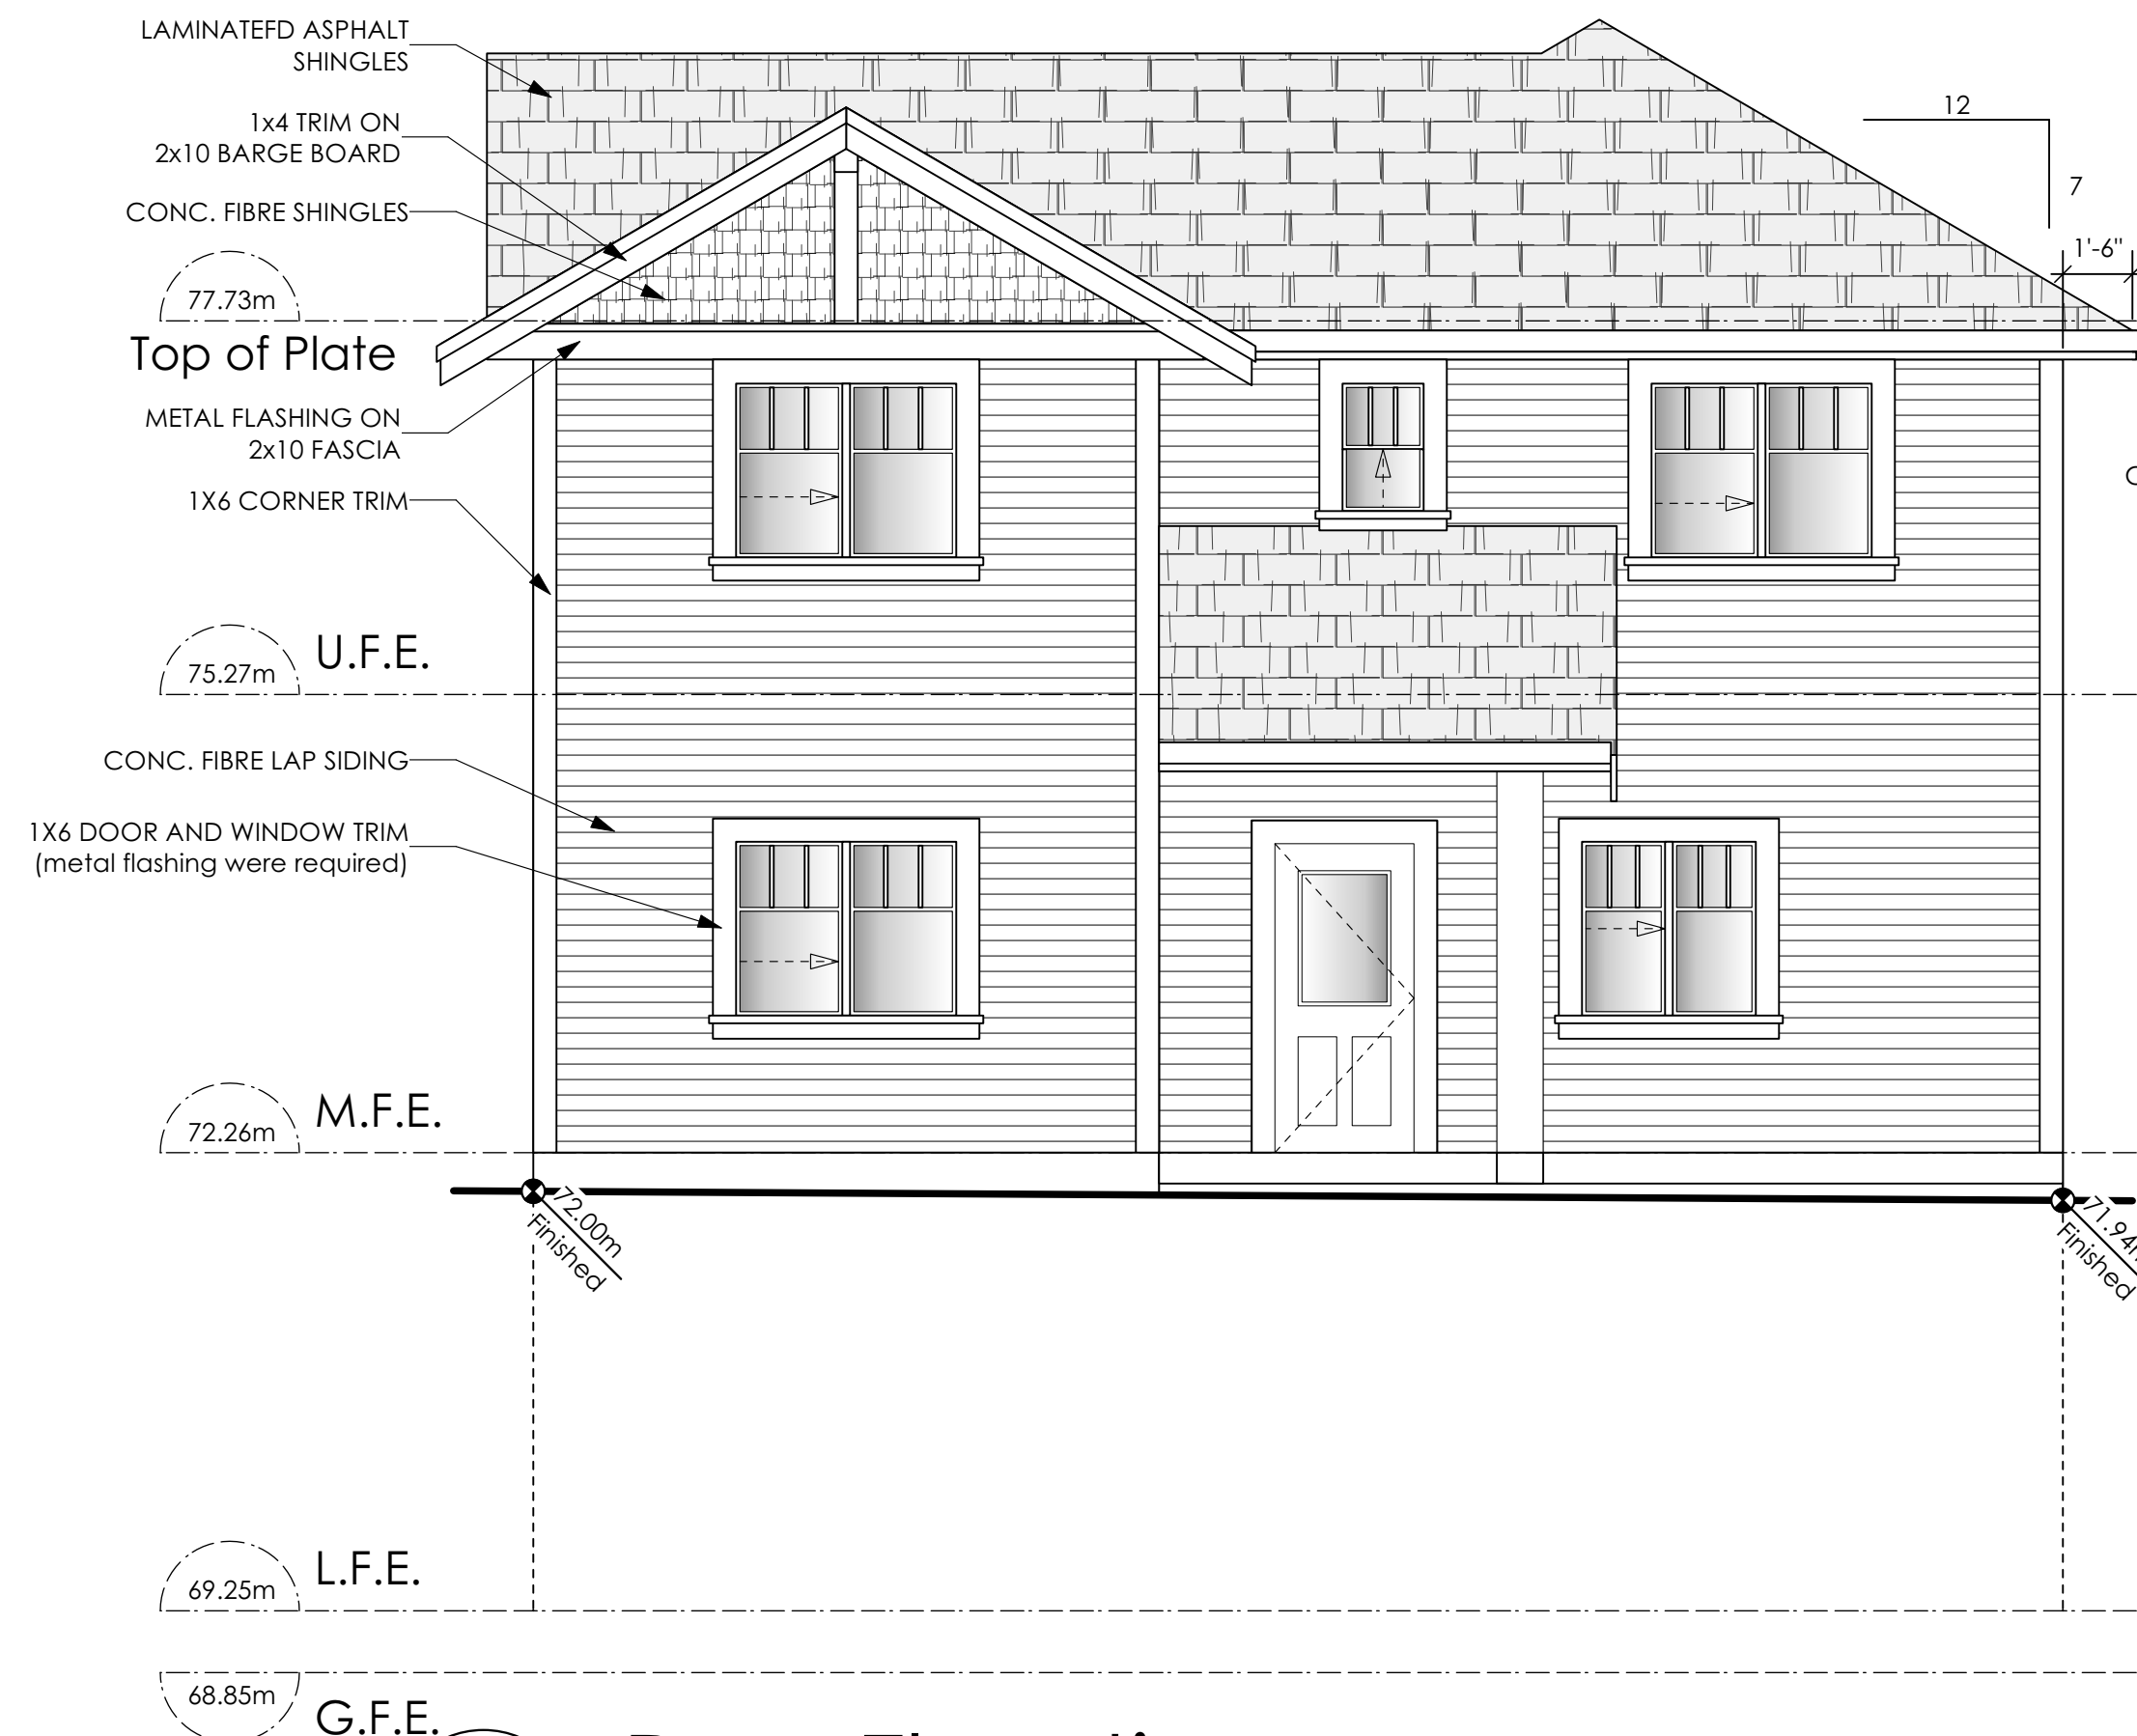 LAMINATEFD ASPHALT
SHINGLES
1x4 TRIM ON
2x10 BARGE BOARD
CONC. FIBRE SHINGLES
12
7
1'-6"
77.73m
Top of Plate
METAL FLASHING ON
2x10 FASCIA
1X6 CORNER TRIM
75.27m
U.F.E.
CONC. FIBRE LAP SIDING
1X6 DOOR AND WINDOW TRIM
(metal flashing were required)
72.26m
M.F.E.
72.00m
Finished
71.94m
Finished
69.25m
L.F.E.
68.85m
G.F.E.